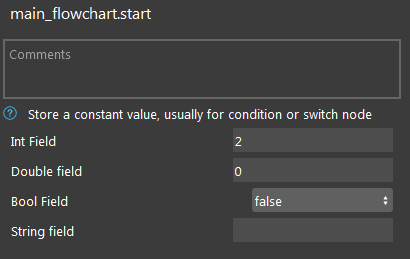 main_flowchart.start
Comments
? Store a constant value, usually for condition or switch node
Int Field 2
Double field 0
Bool Field false
String field